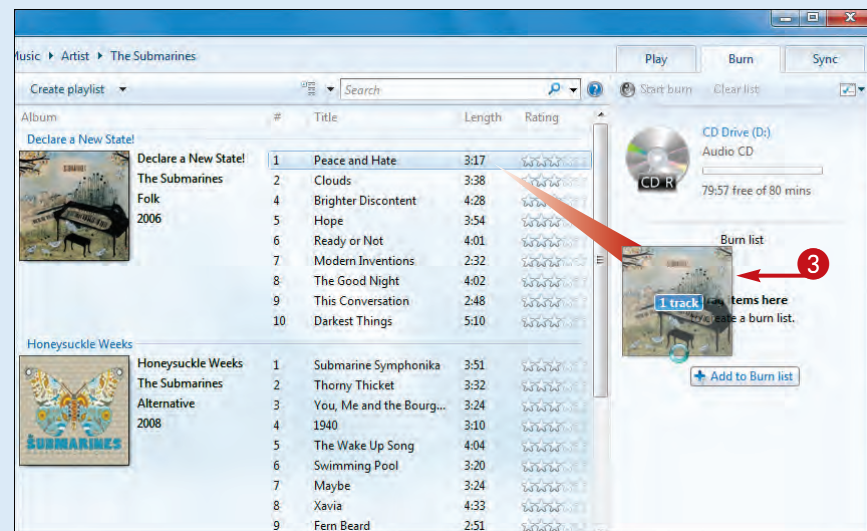 Music ▸ Artist ▸ The Submarines
Play Burn Sync
Create playlist Search Start burn Clear list
Album # Title Length Rating
Declare a New State!
Declare a New State! 1 Peace and Hate 3:17
The Submarines 2 Clouds 3:38
Folk 4 Brighter Discontent 4:28
2006 5 Hope 3:54
6 Ready or Not 4:01
7 Modern Inventions 2:32
8 The Good Night 4:02
9 This Conversation 2:48
10 Darkest Things 5:10
Honeysuckle Weeks
Honeysuckle Weeks 1 Submarine Symphonika 3:51
The Submarines 2 Thorny Thicket 3:32
Alternative 3 You, Me and the Bourg... 3:24
2008 4 1940 3:10
5 The Wake Up Song 4:04
6 Swimming Pool 3:20
7 Maybe 3:24
8 Xavia 4:33
9 Fern Beard 2:51
SUBMARINES
CD Drive (D:)
Audio CD
CD R
79:57 free of 80 mins
Burn list
3
1 track items here
a burn list.
Add to Burn list